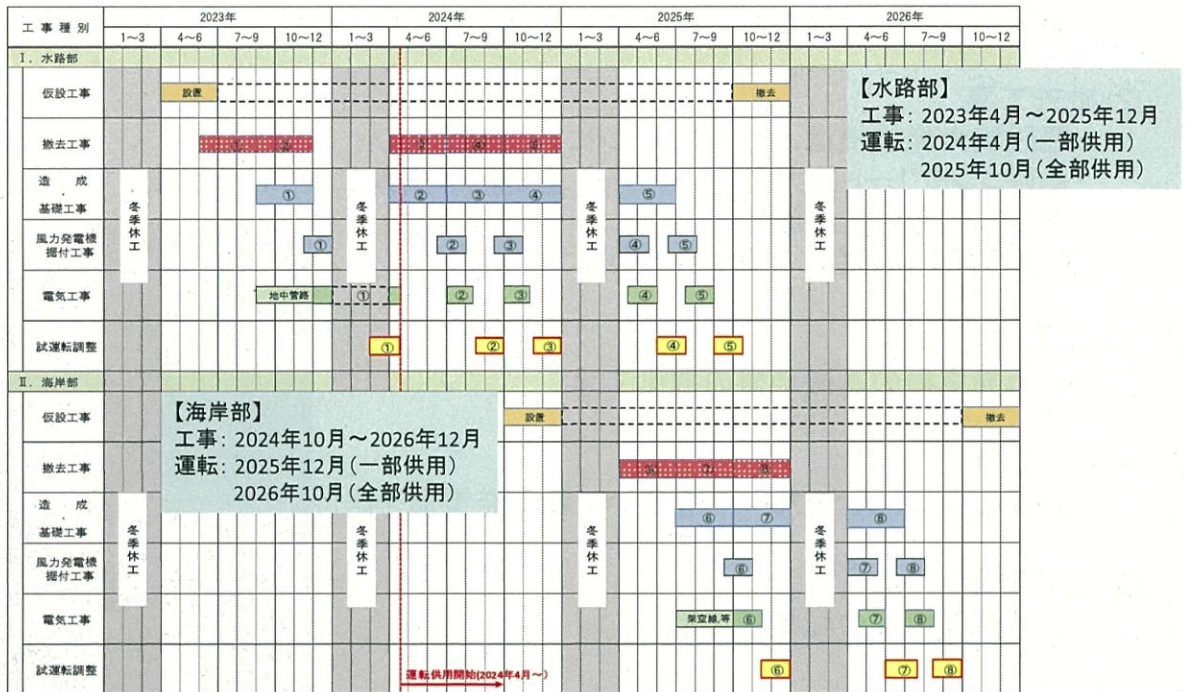 工事種別 2023年 2024年 2025年 2026年
1～3 4～6 7～9 10～12 1～3 4～6 7～9 10～12 1～3 4～6 7～9 10～12 1～3 4～6 7～9 10～12
Ⅰ. 水路部
仮設工事 設置 撤去
【水路部】
工事: 2023年4月～2025年12月
運転: 2024年4月(一部供用)
2025年10月(全部供用)
撤去工事 ① ② ④
造成・基礎工事 ① ② ③ ④ ⑤
冬季休工 冬季休工 冬季休工 冬季休工
風力発電機
据付工事 ① ② ③ ④ ⑤
電気工事 地中管路 ① ② ③ ④ ⑤
試運転調整 ① ② ③ ④ ⑤
Ⅱ. 海岸部
仮設工事 設置 撤去
【海岸部】
工事: 2024年10月～2026年12月
運転: 2025年12月(一部供用)
2026年10月(全部供用)
撤去工事 ⑦ ⑧
造成・基礎工事 ⑥ ⑦ ⑧
冬季休工 冬季休工 冬季休工 冬季休工
風力発電機
据付工事 ⑥ ⑦ ⑧
電気工事 架空線,等 ⑥ ⑦ ⑧
試運転調整 ⑥ ⑦ ⑧
運転供用開始(2024年4月～)